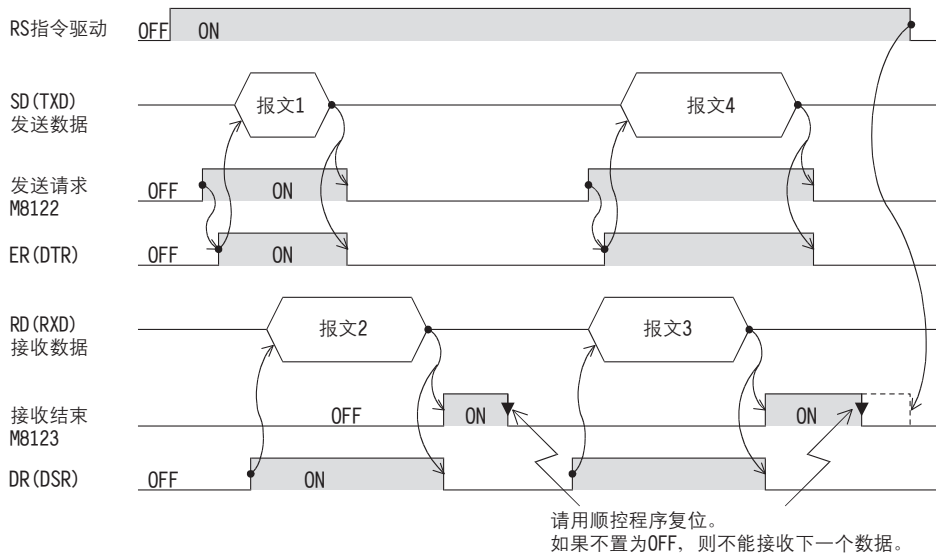 RS指令驱动 OFF ON
SD(TXD)
发送数据
报文1 报文4
发送请求
M8122
OFF ON
ER(DTR) OFF ON
RD(RXD)
接收数据
报文2 报文3
接收结束
M8123
OFF ON ON
DR(DSR) OFF ON
请用顺控程序复位。
如果不置为OFF，则不能接收下一个数据。